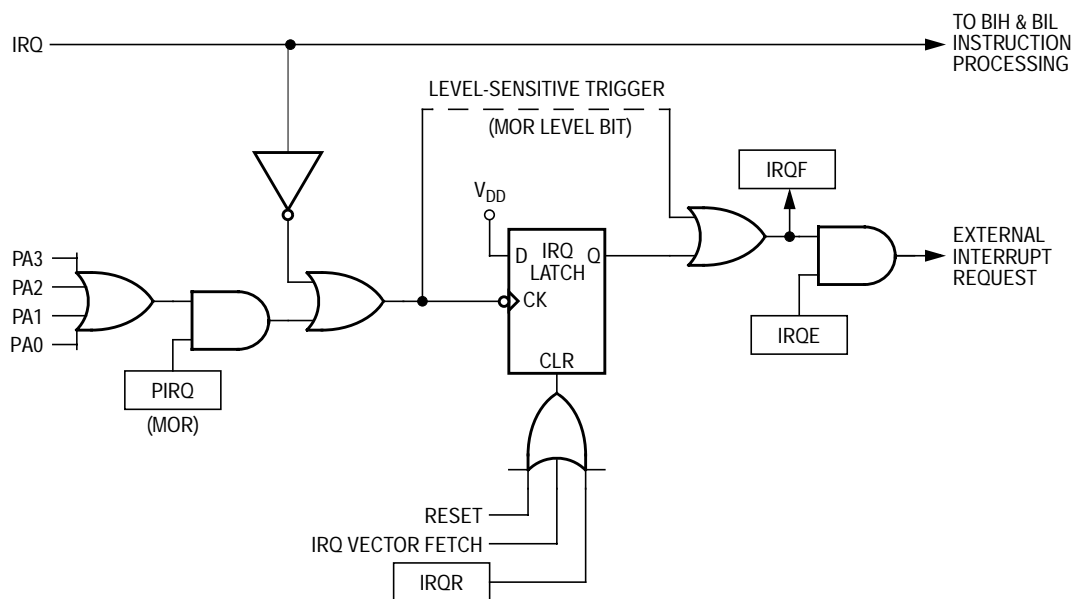 IRQ
TO BIH & BIL
INSTRUCTION
PROCESSING
LEVEL-SENSITIVE TRIGGER
(MOR LEVEL BIT)
IRQF
VDD
D
IRQ
LATCH
Q
CK
CLR
EXTERNAL
INTERRUPT
REQUEST
PA3
PA2
PA1
PA0
IRQE
PIRQ
(MOR)
RESET
IRQ VECTOR FETCH
IRQR